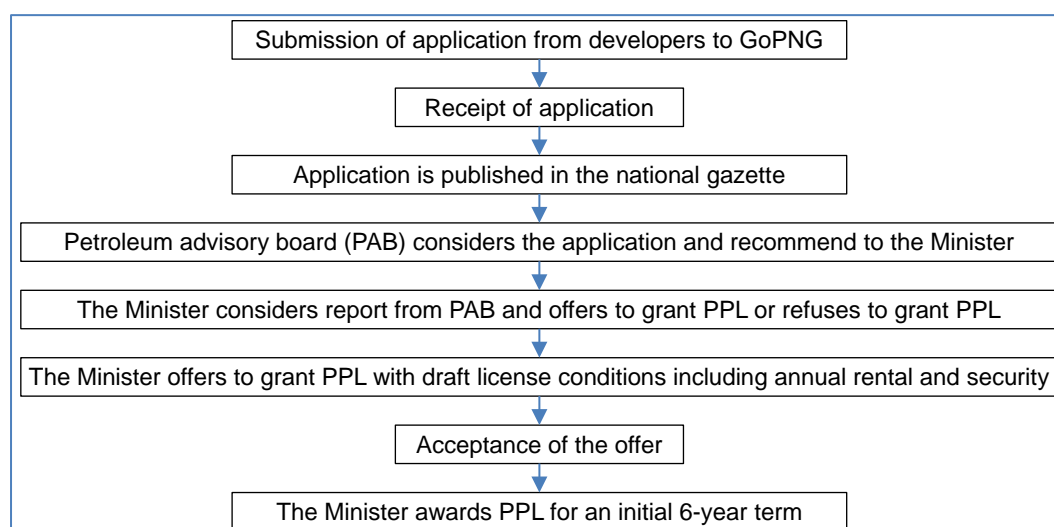 Submission of application from developers to GoPNG
Receipt of application
Application is published in the national gazette
Petroleum advisory board (PAB) considers the application and recommend to the Minister
The Minister considers report from PAB and offers to grant PPL or refuses to grant PPL
The Minister offers to grant PPL with draft license conditions including annual rental and security
Acceptance of the offer
The Minister awards PPL for an initial 6-year term